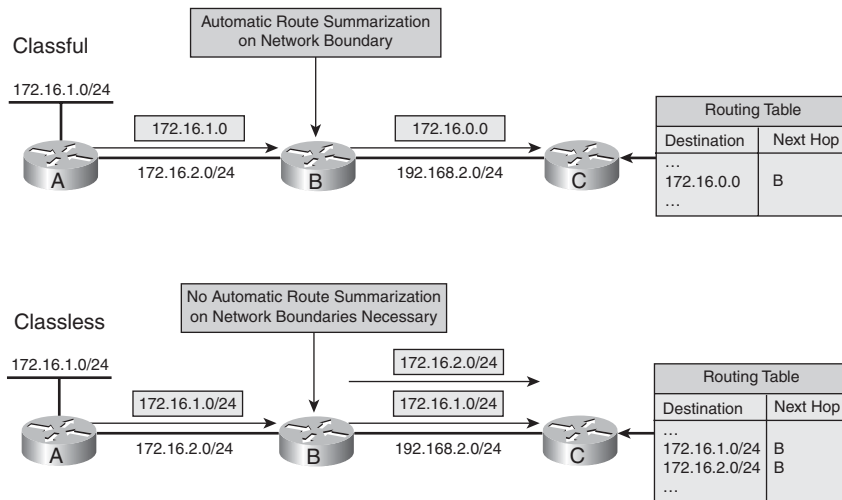 Automatic Route Summarization
on Network Boundary
Classful
172.16.1.0/24
172.16.1.0
172.16.0.0
A
172.16.2.0/24
B
192.168.2.0/24
C
Routing Table
Destination Next Hop
...
172.16.0.0 B
...
No Automatic Route Summarization
on Network Boundaries Necessary
Classless
172.16.1.0/24
172.16.2.0/24
172.16.1.0/24
172.16.1.0/24
A
172.16.2.0/24
B
192.168.2.0/24
C
Routing Table
Destination Next Hop
...
172.16.1.0/24 B
172.16.2.0/24 B
...